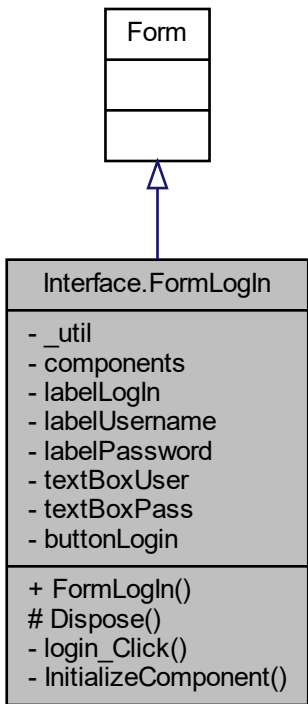 Form
Interface.FormLogIn
- _util
- components
- labelLogIn
- labelUsername
- labelPassword
- textBoxUser
- textBoxPass
- buttonLogin
+ FormLogIn()
# Dispose()
- login_Click()
- InitializeComponent()